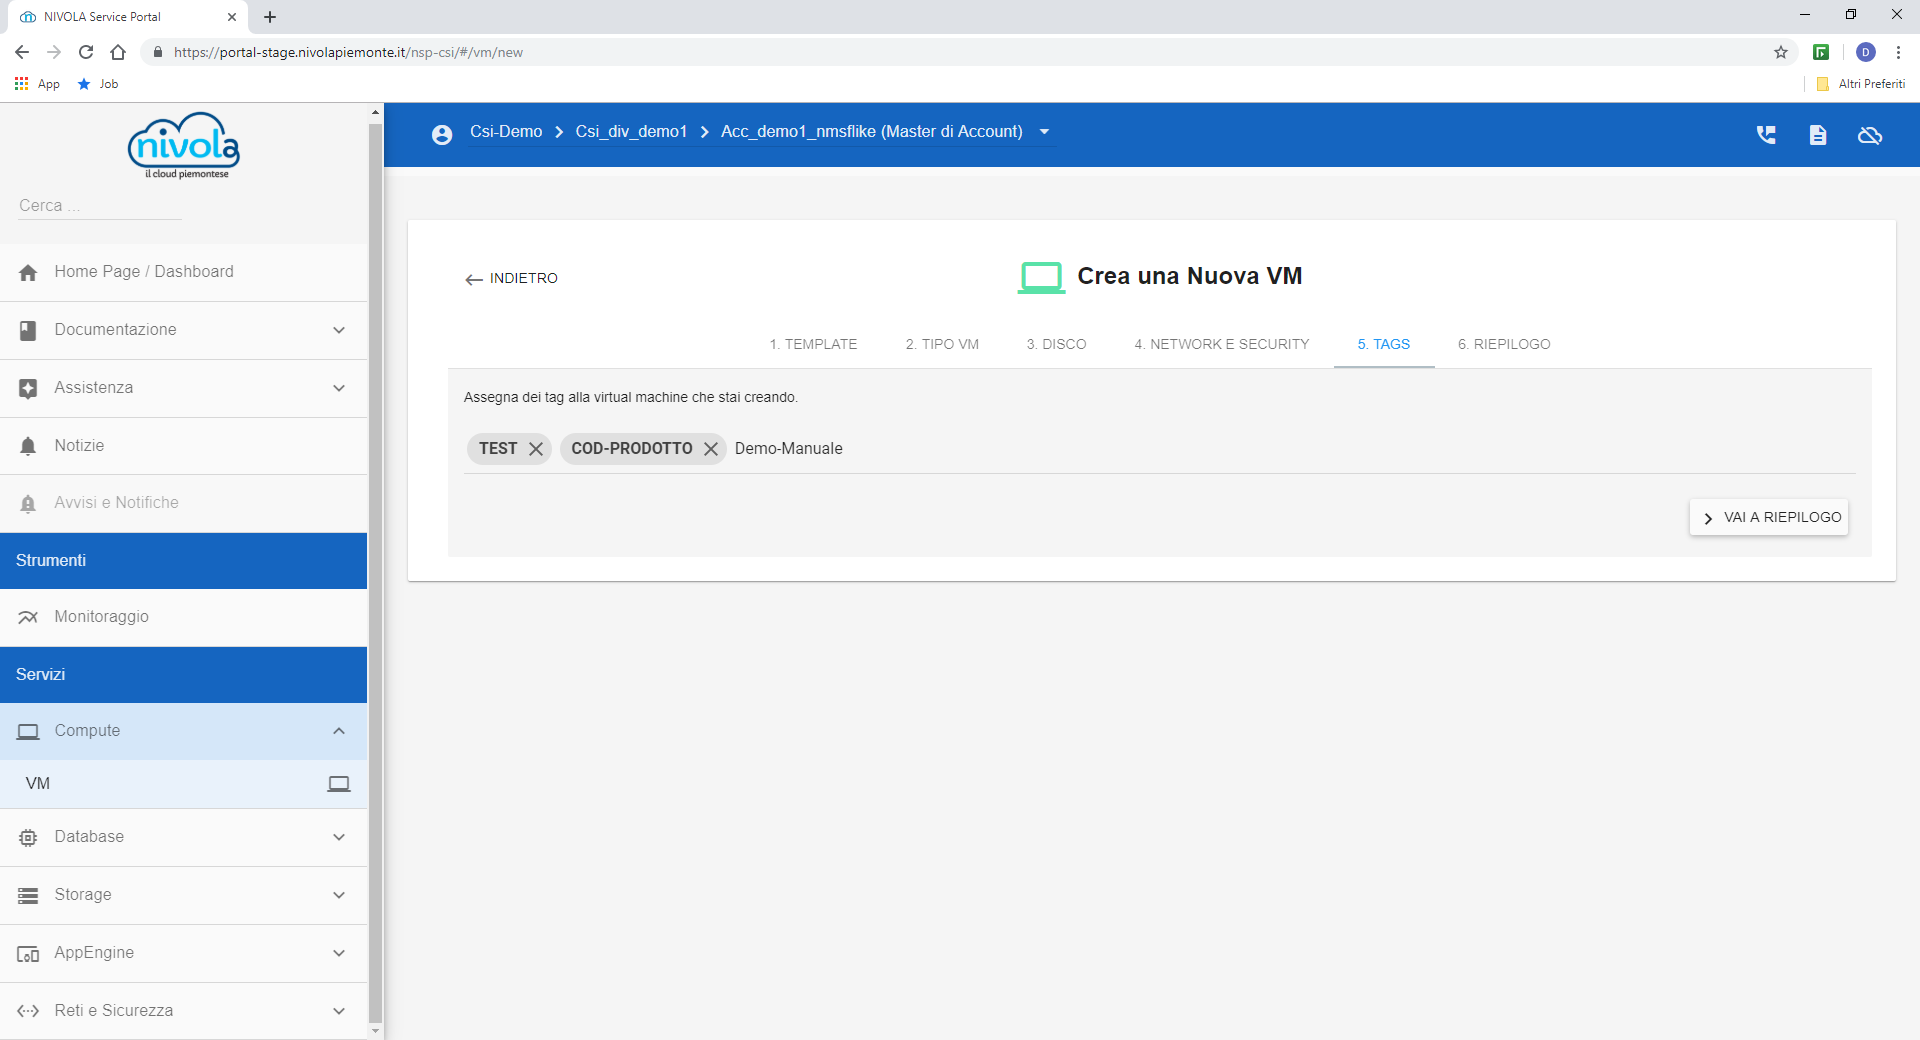 NIVOLA Service Portal
https://portal-stage.nivolapiemonte.it/nsp-csi/#/vm/new
D
App
Job
Altri Preferiti
nivola
il cloud piemontese
Cerca ...
Home Page / Dashboard
Documentazione
Assistenza
Notizie
Avvisi e Notifiche
Strumenti
Monitoraggio
Servizi
Compute
VM
Database
Storage
AppEngine
Reti e Sicurezza
Csi-Demo
Csi_div_demo1
Acc_demo1_nmsflike (Master di Account)
INDIETRO
Crea una Nuova VM
1. TEMPLATE
2. TIPO VM
3. DISCO
4. NETWORK E SECURITY
5. TAGS
6. RIEPILOGO
Assegna dei tag alla virtual machine che stai creando.
TEST
COD-PRODOTTO
Demo-Manuale
VAI A RIEPILOGO